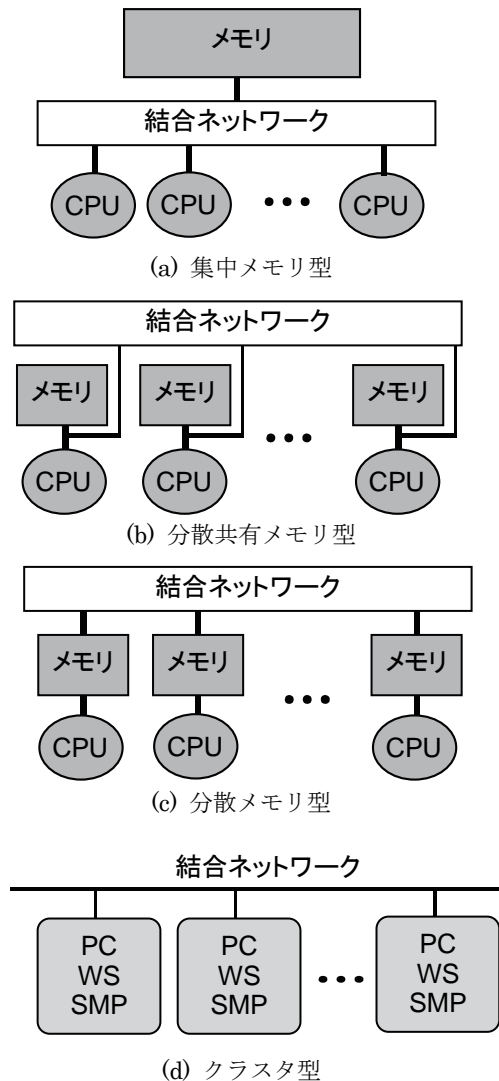 メモリ
結合ネットワーク
CPU CPU ••• CPU
(a) 集中メモリ型
結合ネットワーク
メモリ メモリ メモリ
•••
CPU CPU CPU
(b) 分散共有メモリ型
結合ネットワーク
メモリ メモリ メモリ
•••
CPU CPU CPU
(c) 分散メモリ型
結合ネットワーク
PC PC PC
WS WS ••• WS
SMP SMP SMP
(d) クラスタ型